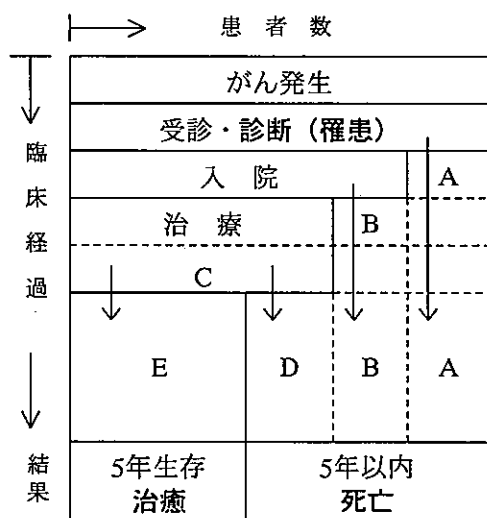 患者数
がん発生
受診・診断（罹患）
入院 A
治療 B
C
E D B A
5年生存 5年以内
治癒 死亡
臨床経過
結果